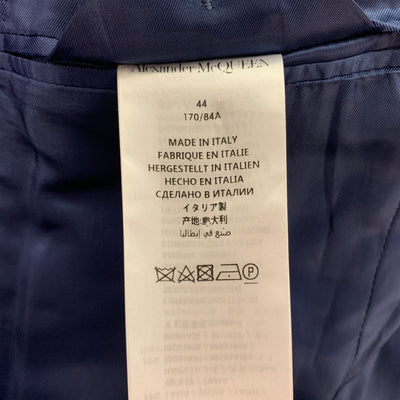 Alexander McQUEEN
44
170/84A
MADE IN ITALY
FABRIQUE EN ITALIE
HERGESTELLT IN ITALIEN
HECHO EN ITALIA
СДЕЛАНО В ИТАЛИИ
イタリア製
产地:意大利
صنع في إيطاليا
P